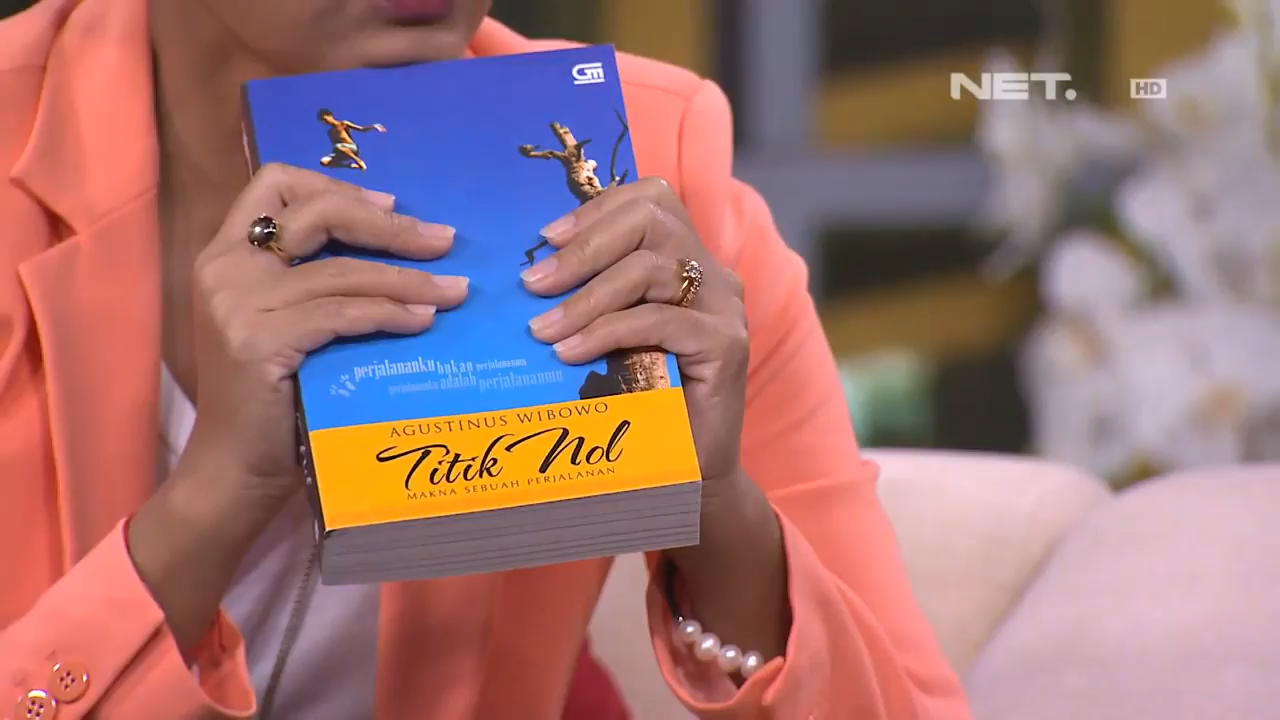 GM
NET. HD
perjalananku bukan perjalananmu
perjalananku adalah perjalananmu
AGUSTINUS WIBOWO
Titik Nol
MAKNA SEBUAH PERJALANAN